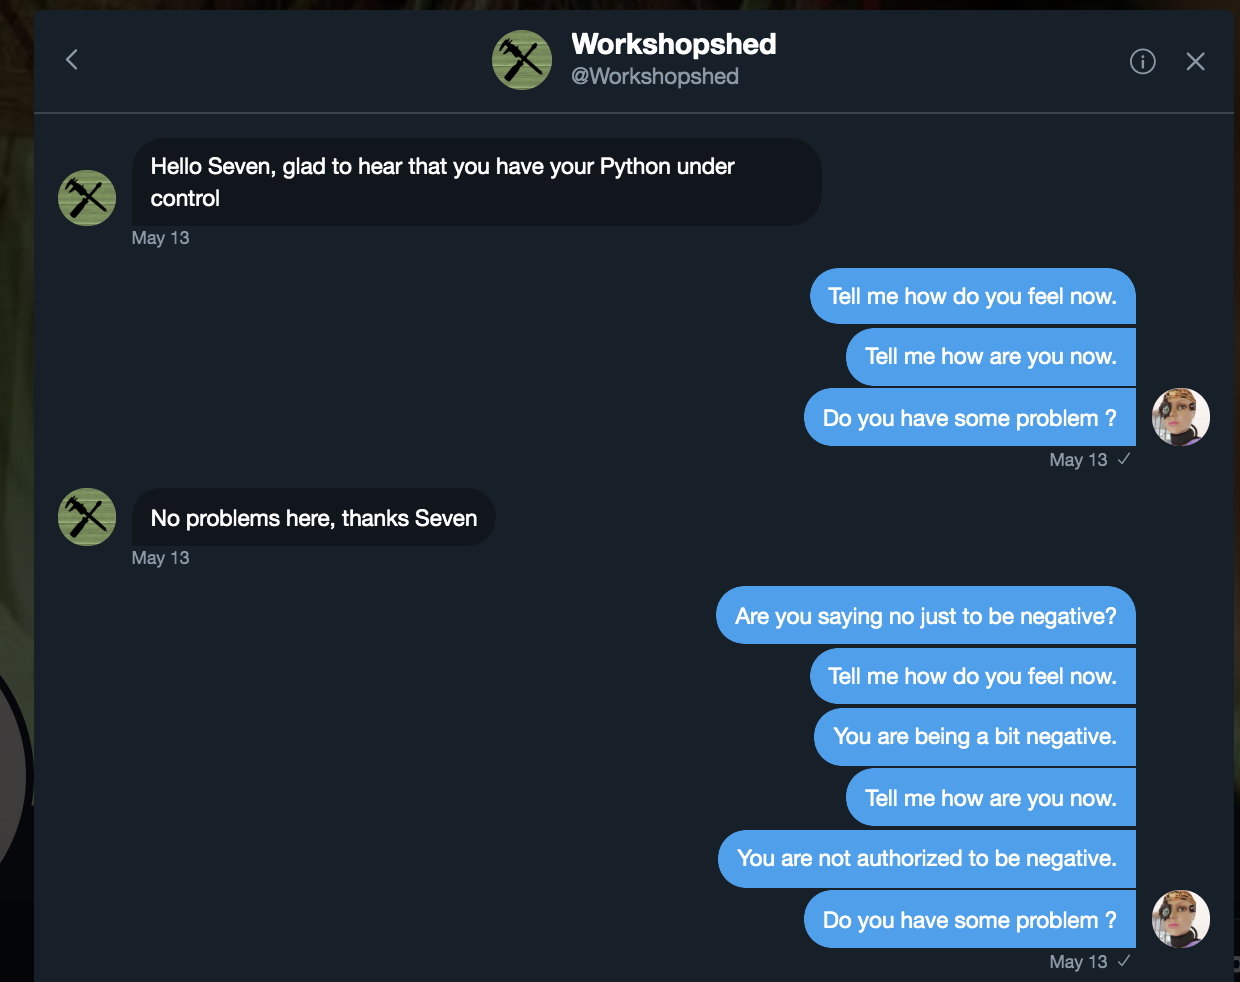 Workshopshed
@Workshopshed
Hello Seven, glad to hear that you have your Python under
control
May 13
Tell me how do you feel now.
Tell me how are you now.
Do you have some problem ?
May 13 ✓
No problems here, thanks Seven
May 13
Are you saying no just to be negative?
Tell me how do you feel now.
You are being a bit negative.
Tell me how are you now.
You are not authorized to be negative.
Do you have some problem ?
May 13 ✓